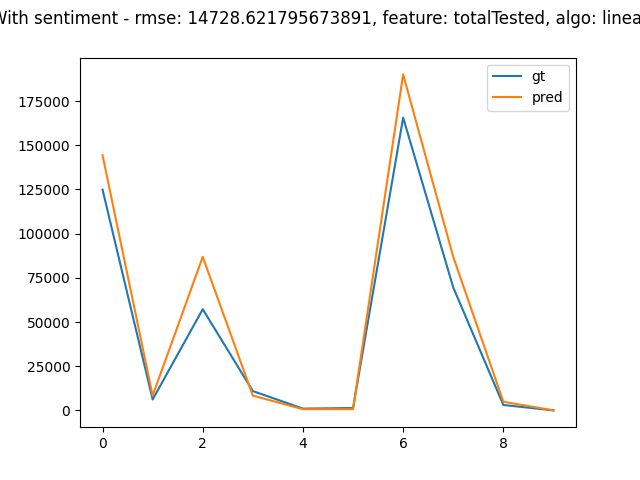 With sentiment - rmse: 14728.621795673891, feature: totalTested, algo: linea
gt
pred
175000
150000
125000
100000
75000
50000
25000
0
0 2 4 6 8